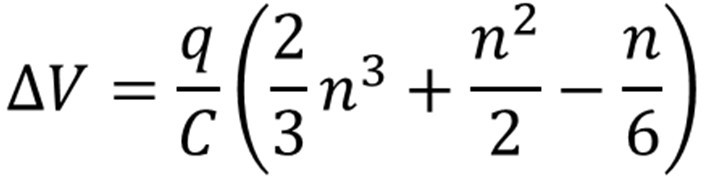 ΔV = q/C (2/3 n³ + n²/2 − n/6)